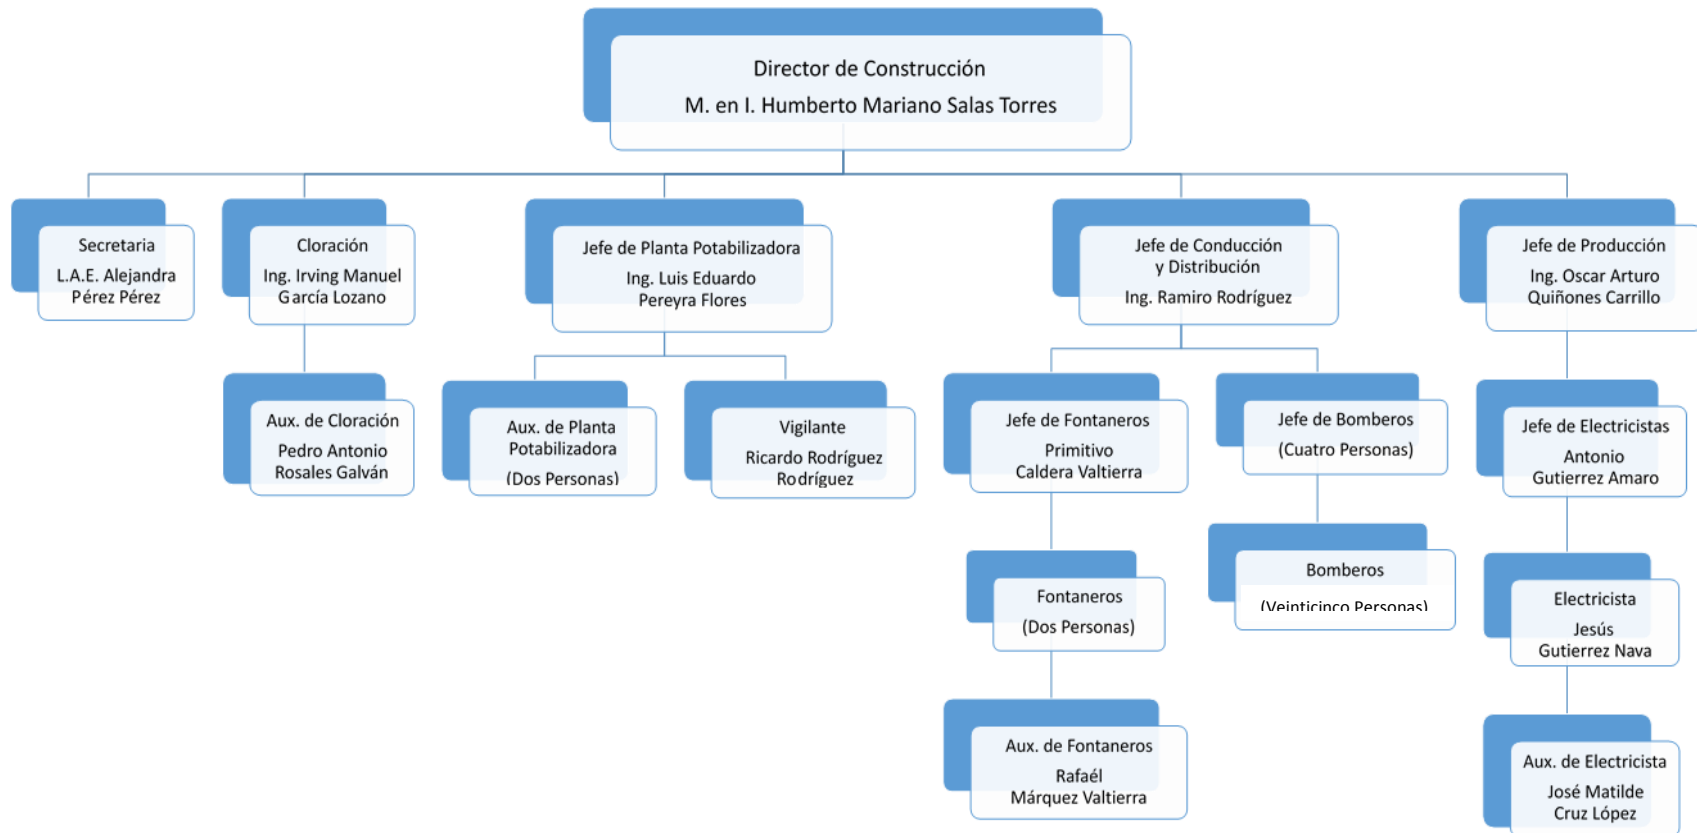 Director de Construcción
M. en I. Humberto Mariano Salas Torres
Secretaria
L.A.E. Alejandra
Pérez Pérez
Cloración
Ing. Irving Manuel
García Lozano
Jefe de Planta Potabilizadora
Ing. Luis Eduardo
Pereyra Flores
Jefe de Conducción
y Distribución
Ing. Ramiro Rodríguez
Jefe de Producción
Ing. Oscar Arturo
Quiñones Carrillo
Aux. de Cloración
Pedro Antonio
Rosales Galván
Aux. de Planta
Potabilizadora
(Dos Personas)
Vigilante
Ricardo Rodríguez
Rodríguez
Jefe de Fontaneros
Primitivo
Caldera Valtierra
Jefe de Bomberos
(Cuatro Personas)
Jefe de Electricistas
Antonio
Gutierrez Amaro
Fontaneros
(Dos Personas)
Bomberos
(Veinticinco Personas)
Electricista
Jesús
Gutierrez Nava
Aux. de Fontaneros
Rafaél
Márquez Valtierra
Aux. de Electricista
José Matilde
Cruz López